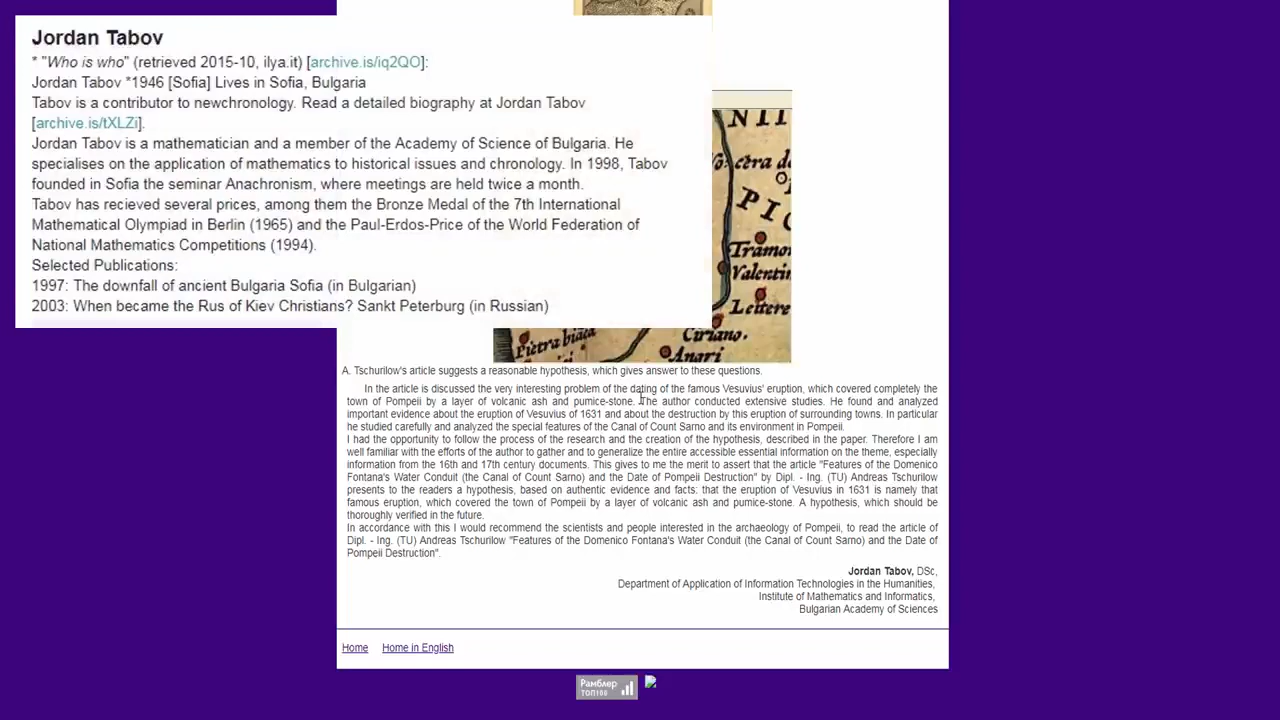 Jordan Tabov
* "Who is who" (retrieved 2015-10, ilya.it) [archive.is/iq2QO]:
Jordan Tabov *1946 [Sofia] Lives in Sofia, Bulgaria
Tabov is a contributor to newchronology. Read a detailed biography at Jordan Tabov
[archive.is/tXLZi].
Jordan Tabov is a mathematician and a member of the Academy of Science of Bulgaria. He
specialises on the application of mathematics to historical issues and chronology. In 1998, Tabov
founded in Sofia the seminar Anachronism, where meetings are held twice a month.
Tabov has recieved several prices, among them the Bronze Medal of the 7th International
Mathematical Olympiad in Berlin (1965) and the Paul-Erdos-Price of the World Federation of
National Mathematics Competitions (1994).
Selected Publications:
1997: The downfall of ancient Bulgaria Sofia (in Bulgarian)
2003: When became the Rus of Kiev Christians? Sankt Peterburg (in Russian)
Tramo
Valentin
Lettere
Ciriano.
Pietra biaca
Angri
A. Tschurilow's article suggests a reasonable hypothesis, which gives answer to these questions.
In the article is discussed the very interesting problem of the dating of the famous Vesuvius' eruption, which covered completely the
town of Pompeii by a layer of volcanic ash and pumice-stone. The author conducted extensive studies. He found and analyzed
important evidence about the eruption of Vesuvius of 1631 and about the destruction by this eruption of surrounding towns. In particular
he studied carefully and analyzed the special features of the Canal of Count Sarno and its environment in Pompeii.
I had the opportunity to follow the process of the research and the creation of the hypothesis, described in the paper. Therefore I am
well familiar with the efforts of the author to gather and to generalize the entire accessible essential information on the theme, especially
information from the 16th and 17th century documents. This gives to me the merit to assert that the article "Features of the Domenico
Fontana's Water Conduit (the Canal of Count Sarno) and the Date of Pompeii Destruction" by Dipl. - Ing. (TU) Andreas Tschurilow
presents to the readers a hypothesis, based on authentic evidence and facts: that the eruption of Vesuvius in 1631 is namely that
famous eruption, which covered the town of Pompeii by a layer of volcanic ash and pumice-stone. A hypothesis, which should be
thoroughly verified in the future.
In accordance with this I would recommend the scientists and people interested in the archaeology of Pompeii, to read the article of
Dipl. - Ing. (TU) Andreas Tschurilow "Features of the Domenico Fontana's Water Conduit (the Canal of Count Sarno) and the Date of
Pompeii Destruction".
Jordan Tabov, DSc,
Department of Application of Information Technologies in the Humanities,
Institute of Mathematics and Informatics,
Bulgarian Academy of Sciences
Home Home in English
Рамблер
ТОП100